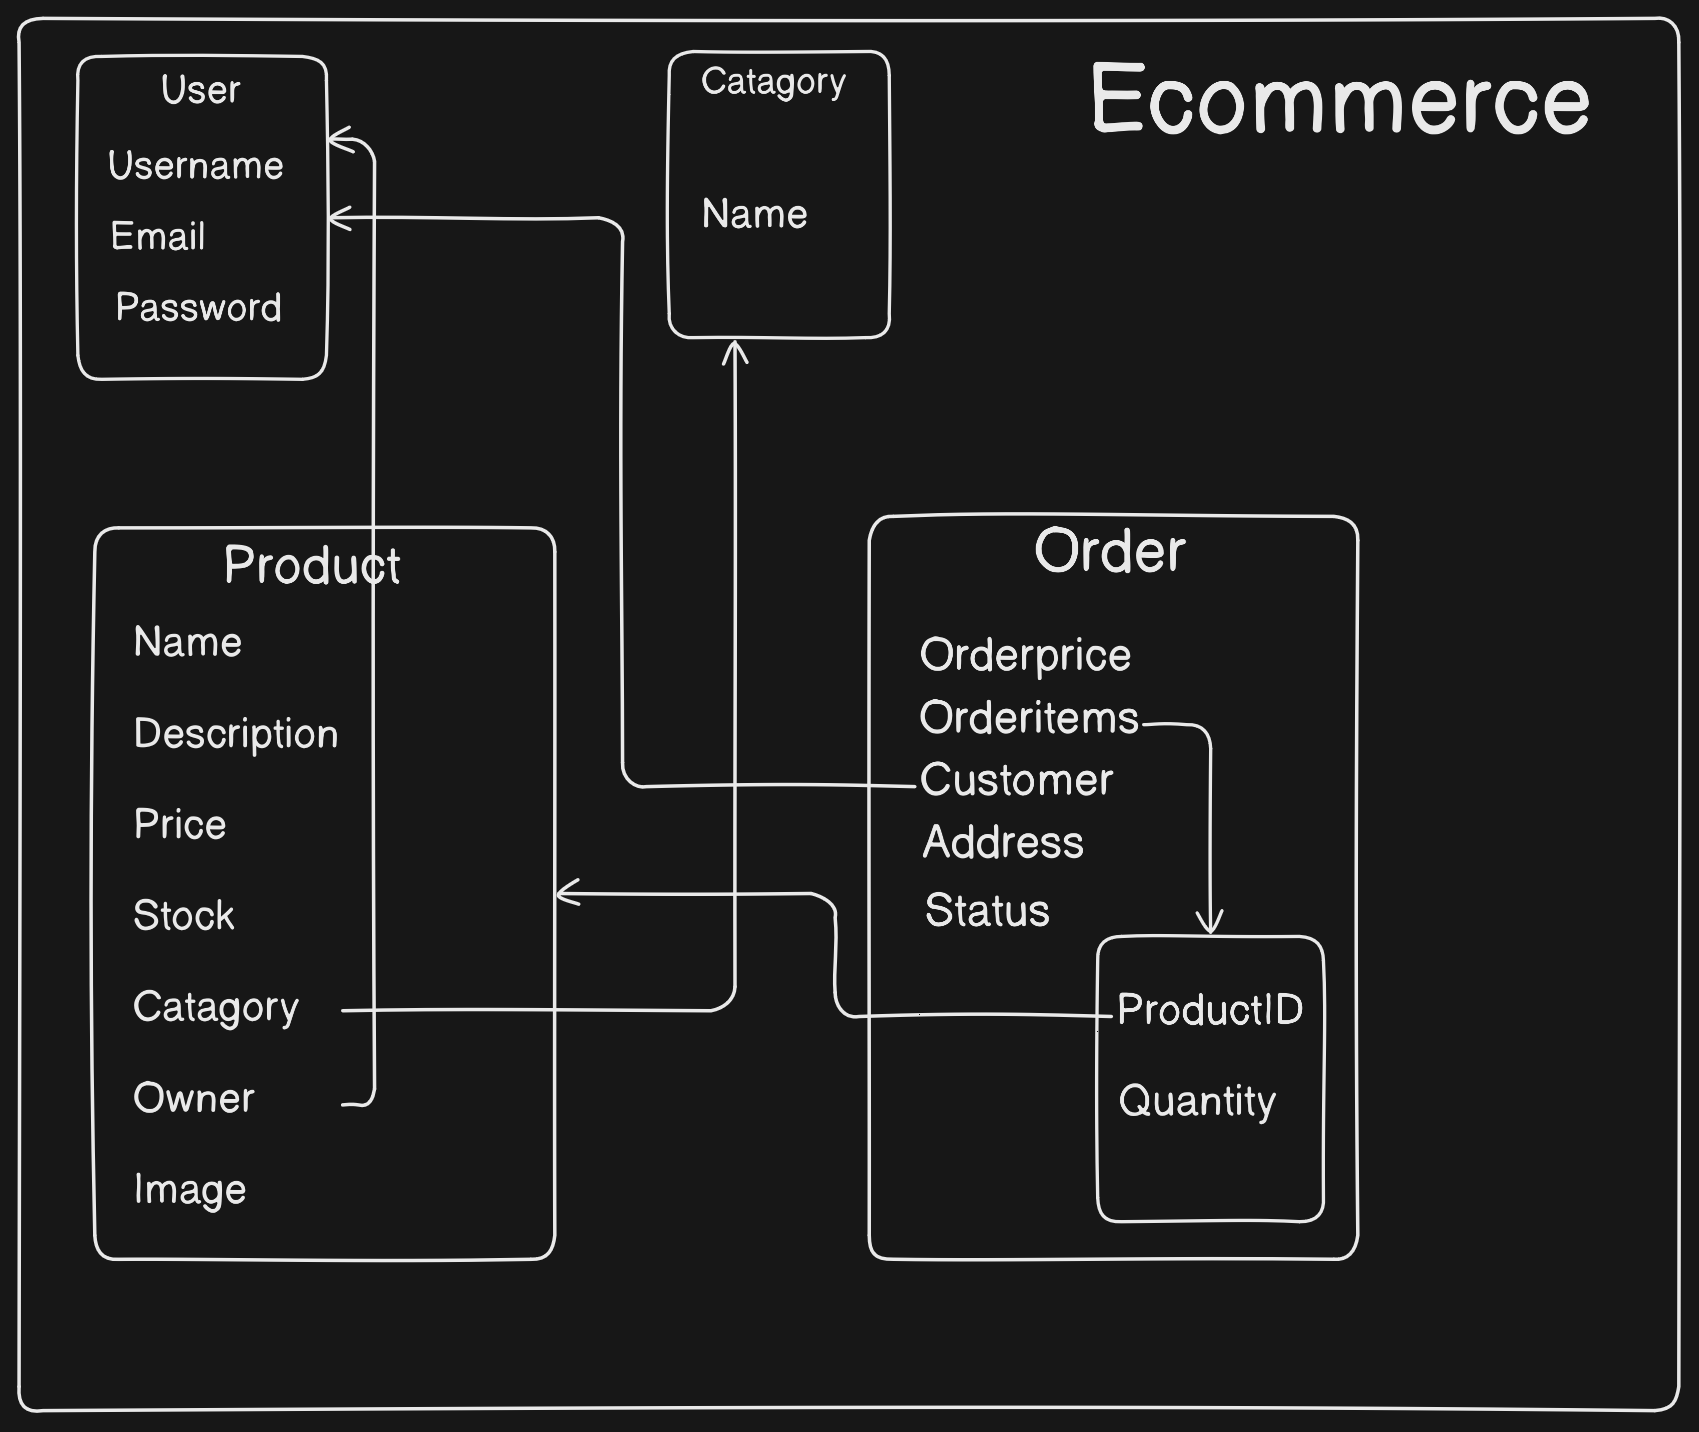 Ecommerce
User
Username
Email
Password
Catagory
Name
Product
Name
Description
Price
Stock
Catagory
Owner
Image
Order
Orderprice
Orderitems
Customer
Address
Status
ProductID
Quantity